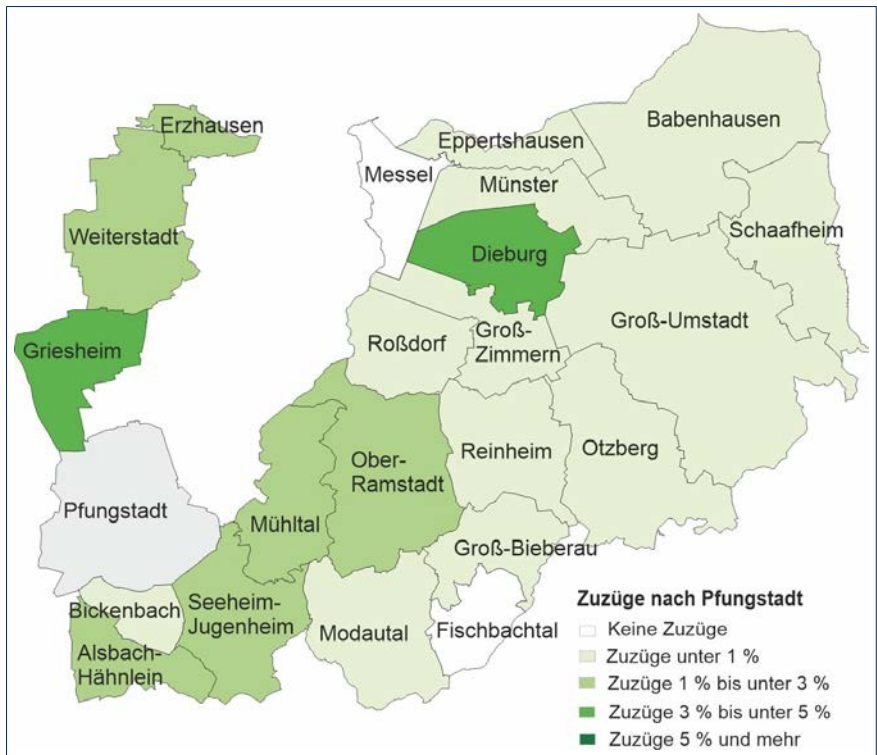 Erzhausen
Babenhausen
Eppertshausen
Messel
Münster
Schaafheim
Weiterstadt
Dieburg
Groß-Umstadt
Griesheim
Roßdorf
Groß-
Zimmern
Reinheim
Otzberg
Ober-
Ramstadt
Pfungstadt
Mühltal
Groß-Bieberau
Bickenbach
Seeheim-
Jugenheim
Modautal
Fischbachtal
Alsbach-
Hähnlein
Zuzüge nach Pfungstadt
Keine Zuzüge
Zuzüge unter 1 %
Zuzüge 1 % bis unter 3 %
Zuzüge 3 % bis unter 5 %
Zuzüge 5 % und mehr